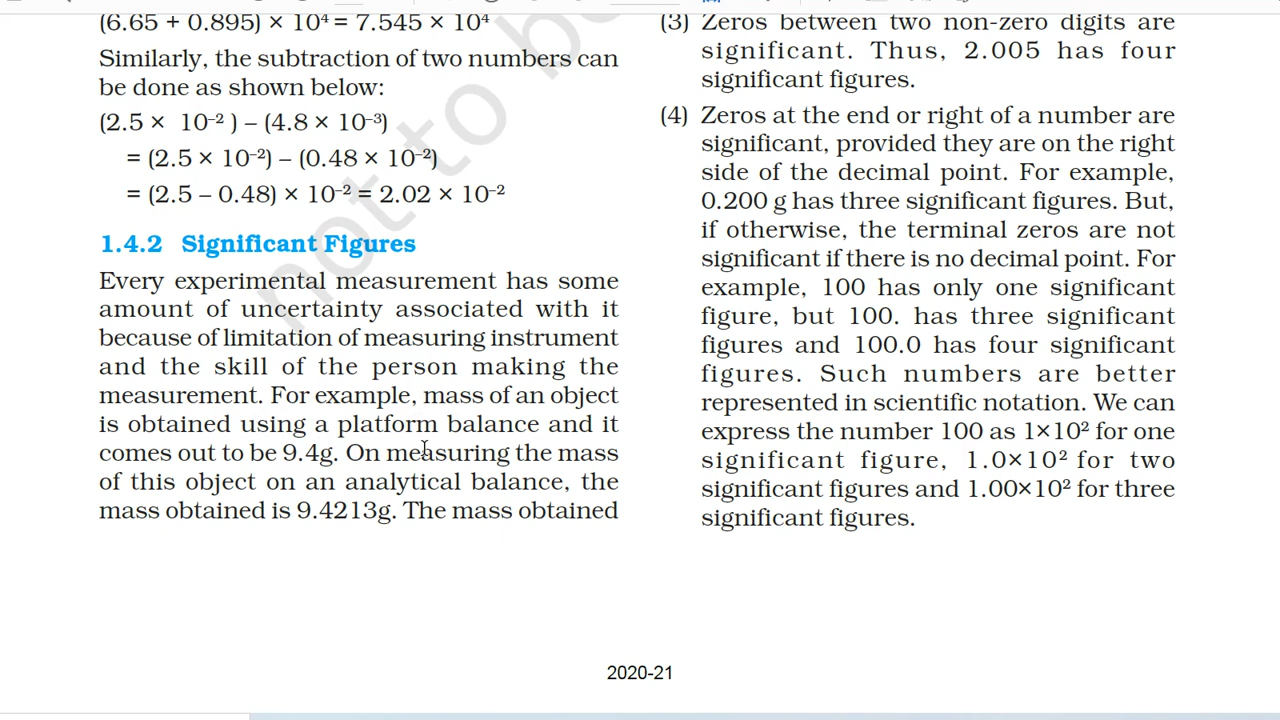 (6.65 + 0.895) × 10⁴ = 7.545 × 10⁴
Similarly, the subtraction of two numbers can
be done as shown below:
(2.5 × 10⁻² ) – (4.8 × 10⁻³)
= (2.5 × 10⁻²) – (0.48 × 10⁻²)
= (2.5 – 0.48) × 10⁻² = 2.02 × 10⁻²
1.4.2 Significant Figures
Every experimental measurement has some
amount of uncertainty associated with it
because of limitation of measuring instrument
and the skill of the person making the
measurement. For example, mass of an object
is obtained using a platform balance and it
comes out to be 9.4g. On measuring the mass
of this object on an analytical balance, the
mass obtained is 9.4213g. The mass obtained
(3) Zeros between two non-zero digits are
significant. Thus, 2.005 has four
significant figures.
(4) Zeros at the end or right of a number are
significant, provided they are on the right
side of the decimal point. For example,
0.200 g has three significant figures. But,
if otherwise, the terminal zeros are not
significant if there is no decimal point. For
example, 100 has only one significant
figure, but 100. has three significant
figures and 100.0 has four significant
figures. Such numbers are better
represented in scientific notation. We can
express the number 100 as 1×10² for one
significant figure, 1.0×10² for two
significant figures and 1.00×10² for three
significant figures.
not to b
2020-21